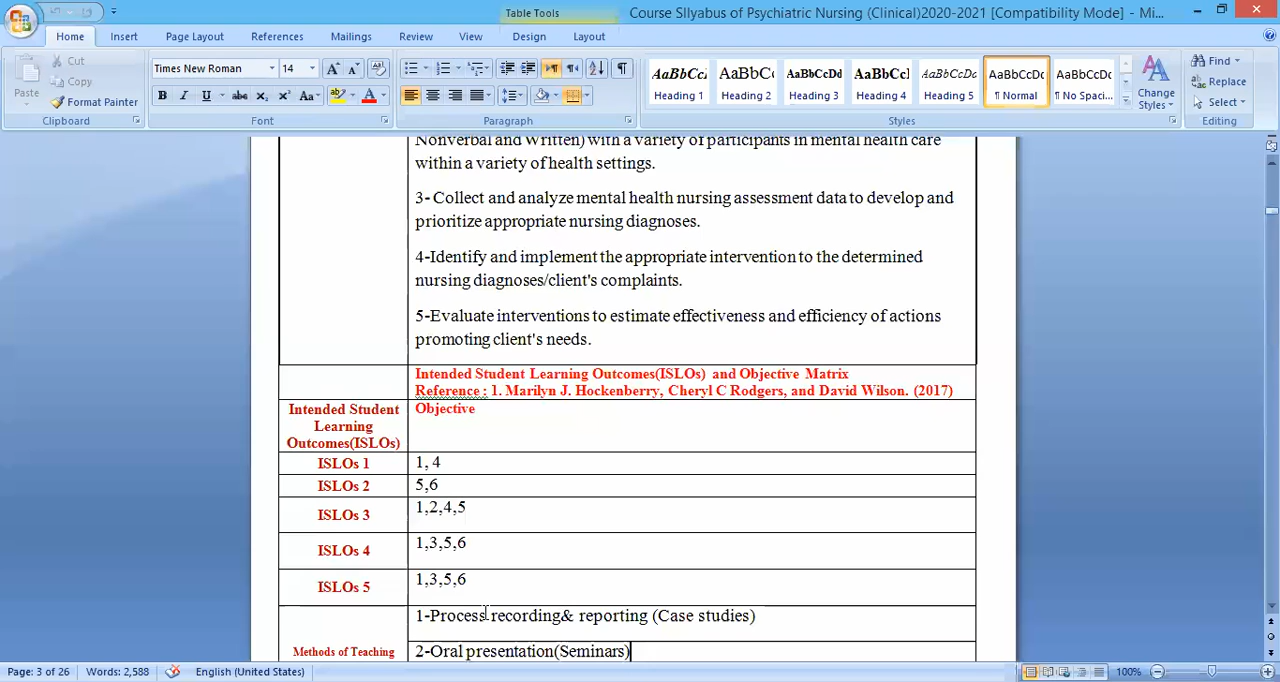 Table Tools
Course SIlyabus of Psychiatric Nursing (Clinical)2020-2021 [Compatibility Mode] - Mi...
Home Insert Page Layout References Mailings Review View Design Layout
Cut
Copy
Format Painter
Paste
Clipboard
Times New Roman 14
Font
Paragraph
AaBbCcI AaBbC( AaBbCcDd AaBbCcI AaBbCcDa AaBbCcDc AaBbCcDc
Heading 1 Heading 2 Heading 3 Heading 4 Heading 5 ¶ Normal ¶ No Spaci...
Styles
Change
Styles
Find
Replace
Select
Editing
Nonverbal and Written) with a variety of participants in mental health care
within a variety of health settings.
3- Collect and analyze mental health nursing assessment data to develop and
prioritize appropriate nursing diagnoses.
4-Identify and implement the appropriate intervention to the determined
nursing diagnoses/client's complaints.
5-Evaluate interventions to estimate effectiveness and efficiency of actions
promoting client's needs.
Intended Student Learning Outcomes(ISLOs) and Objective Matrix
Reference : 1. Marilyn J. Hockenberry, Cheryl C Rodgers, and David Wilson. (2017)
Intended Student
Learning
Outcomes(ISLOs)
Objective
ISLOs 1 1, 4
ISLOs 2 5,6
ISLOs 3 1,2,4,5
ISLOs 4 1,3,5,6
ISLOs 5 1,3,5,6
1-Process recording& reporting (Case studies)
Methods of Teaching 2-Oral presentation(Seminars)
Page: 3 of 26 Words: 2,588 English (United States) 100%